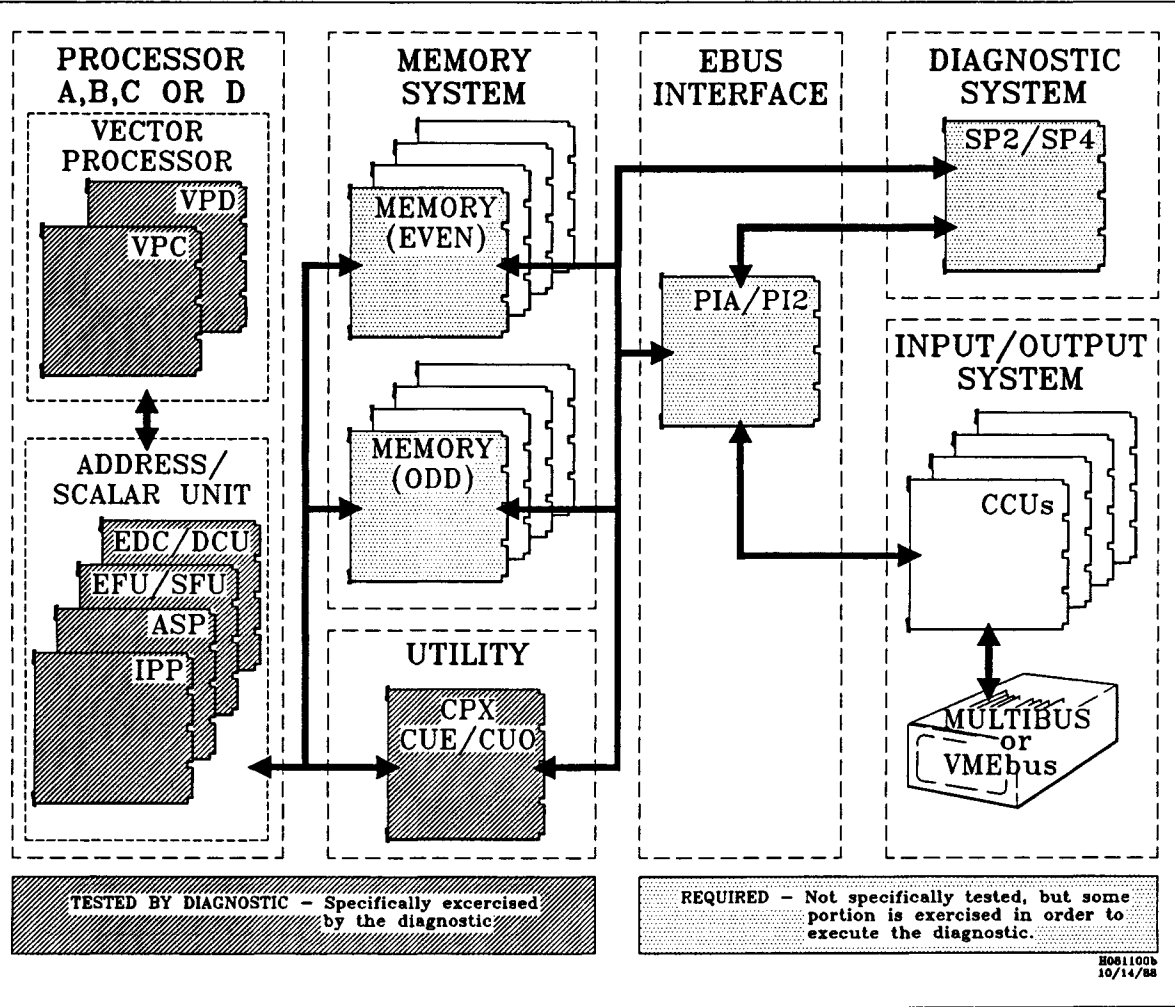 PROCESSOR
A,B,C OR D
VECTOR
PROCESSOR
VPD
VPC
ADDRESS/
SCALAR UNIT
EDC/DCU
EFU/SFU
ASP
IPP
MEMORY
SYSTEM
MEMORY
(EVEN)
MEMORY
(ODD)
UTILITY
CPX
CUE/CUO
EBUS
INTERFACE
PIA/PI2
DIAGNOSTIC
SYSTEM
SP2/SP4
INPUT/OUTPUT
SYSTEM
CCUs
MULTIBUS
or
VMEbus
TESTED BY DIAGNOSTIC – Specifically excercised
by the diagnostic
REQUIRED – Not specifically tested, but some
portion is exercised in order to
execute the diagnostic.
H081100b
10/14/88